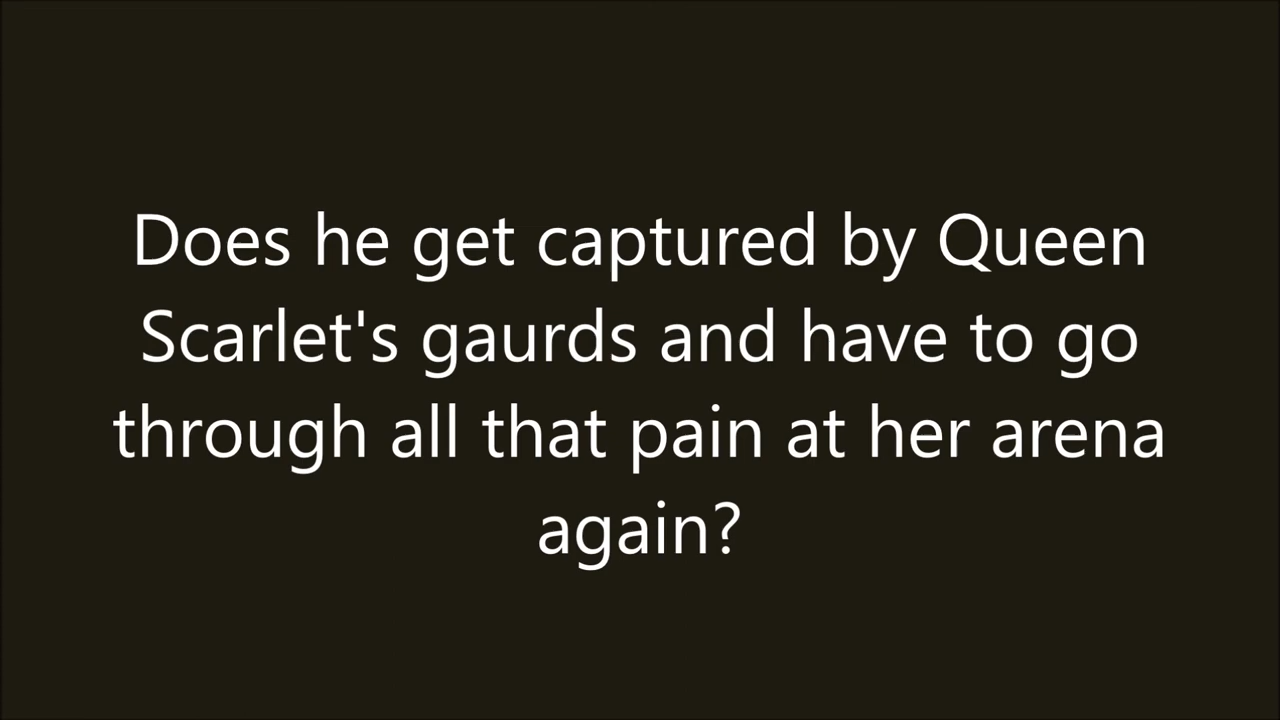 Does he get captured by Queen
Scarlet's gaurds and have to go
through all that pain at her arena
again?